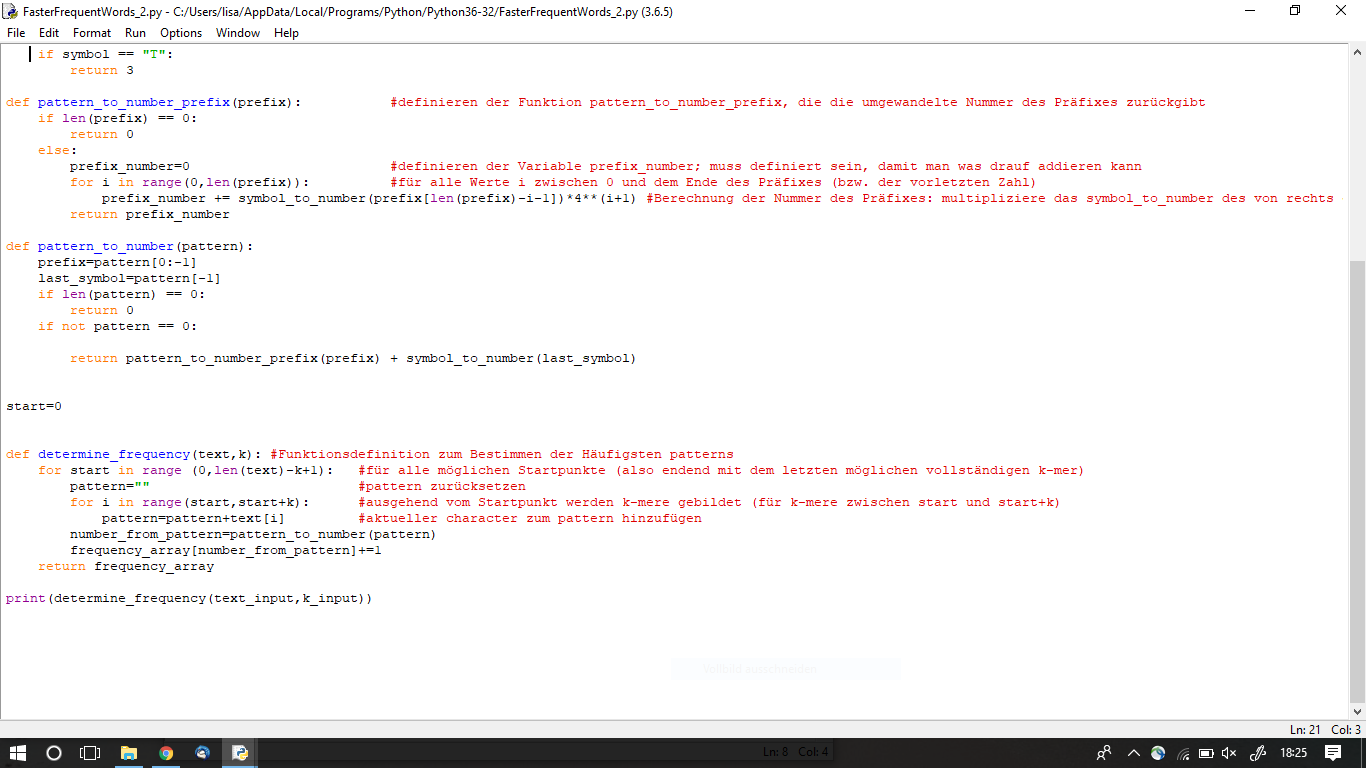 FasterFrequentWords_2.py - C:/Users/lisa/AppData/Local/Programs/Python/Python36-32/FasterFrequentWords_2.py (3.6.5)
File Edit Format Run Options Window Help
if symbol == "T":
return 3
def pattern_to_number_prefix(prefix): #definieren der Funktion pattern_to_number_prefix, die die umgewandelte Nummer des Präfixes zurückgibt
if len(prefix) == 0:
return 0
else:
prefix_number=0 #definieren der Variable prefix_number; muss definiert sein, damit man was drauf addieren kann
for i in range(0,len(prefix)): #für alle Werte i zwischen 0 und dem Ende des Präfixes (bzw. der vorletzten Zahl)
prefix_number += symbol_to_number(prefix[len(prefix)-i-1])*4**(i+1) #Berechnung der Nummer des Präfixes: multipliziere das symbol_to_number des von rechts
return prefix_number
def pattern_to_number(pattern):
prefix=pattern[0:-1]
last_symbol=pattern[-1]
if len(pattern) == 0:
return 0
if not pattern == 0:
return pattern_to_number_prefix(prefix) + symbol_to_number(last_symbol)
start=0
def determine_frequency(text,k): #Funktionsdefinition zum Bestimmen der Häufigsten patterns
for start in range (0,len(text)-k+1): #für alle möglichen Startpunkte (also endend mit dem letzten möglichen vollständigen k-mer)
pattern="" #pattern zurücksetzen
for i in range(start,start+k): #ausgehend vom Startpunkt werden k-mere gebildet (für k-mere zwischen start und start+k)
pattern=pattern+text[i] #aktueller character zum pattern hinzufügen
number_from_pattern=pattern_to_number(pattern)
frequency_array[number_from_pattern]+=1
return frequency_array
print(determine_frequency(text_input,k_input))
Ln: 21 Col: 3
Ln: 8 Col: 4
18:25